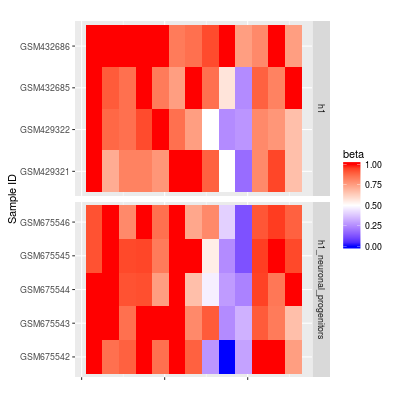 GSM432686
GSM432685
GSM429322
GSM429321
GSM675546
GSM675545
GSM675544
GSM675543
GSM675542
Sample ID
h1
h1_neuronal_progenitors
beta
1.00
0.75
0.50
0.25
0.00